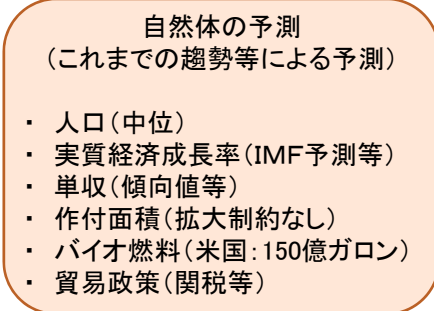 自然体の予測
(これまでの趨勢等による予測)
・ 人口(中位)
・ 実質経済成長率(IMF予測等)
・ 単収(傾向値等)
・ 作付面積(拡大制約なし)
・ バイオ燃料(米国:150億ガロン)
・ 貿易政策(関税等)